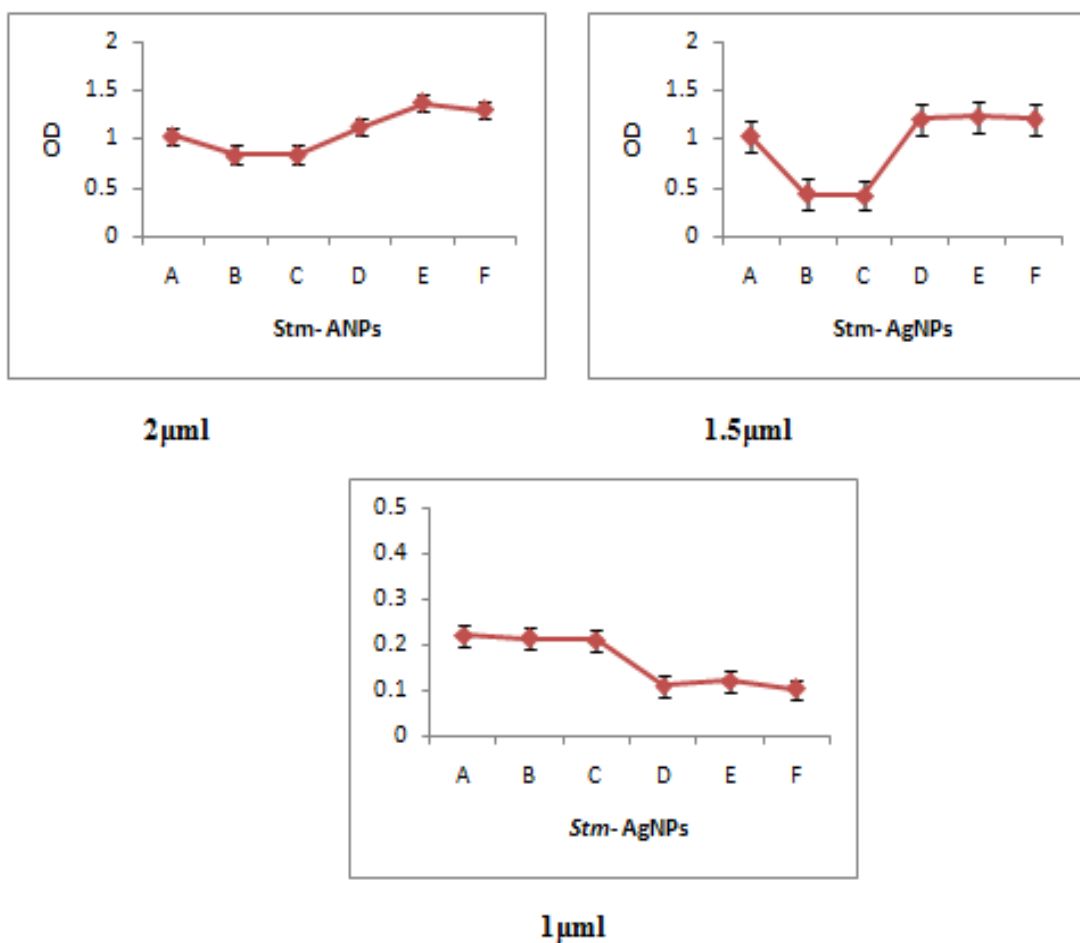 2
1.5
1
0.5
0
OD
A B C D E F
Stm- ANPs
2µml
2
1.5
1
0.5
0
OD
A B C D E F
Stm- AgNPs
1.5µml
0.5
0.4
0.3
0.2
0.1
0
A B C D E F
Stm- AgNPs
1µml